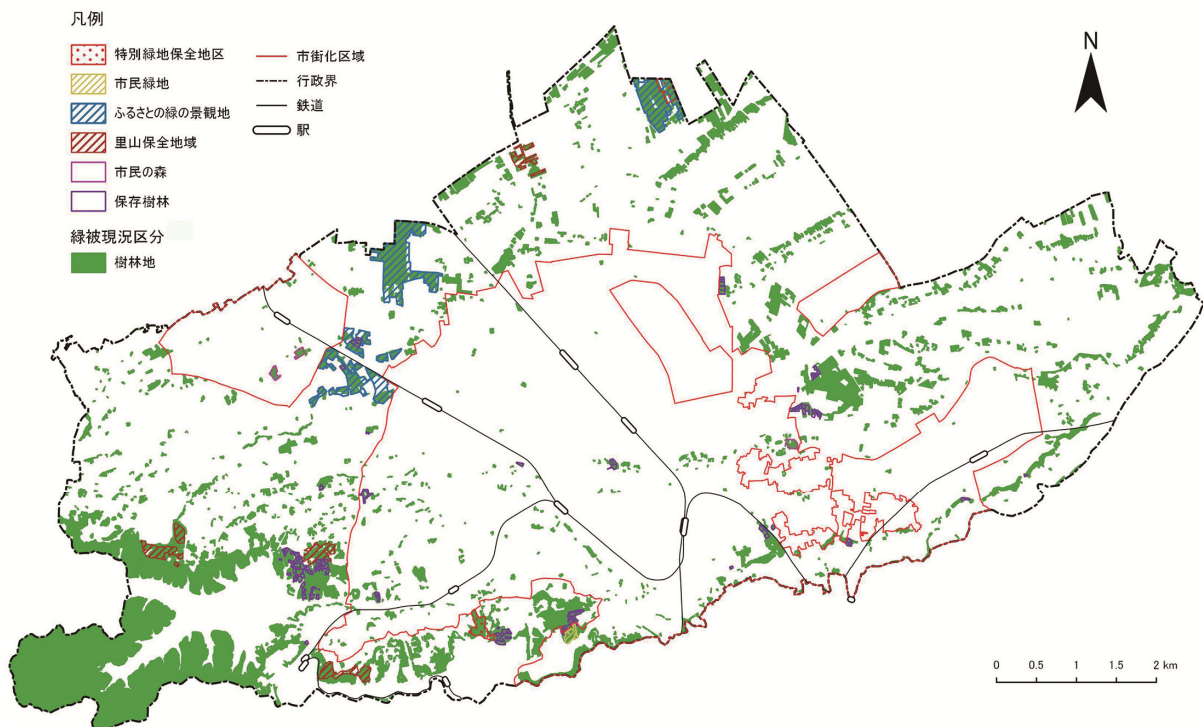 凡例
特別緑地保全地区
市民緑地
ふるさとの緑の景観地
里山保全地域
市民の森
保存樹林
緑被現況区分
樹林地
市街化区域
行政界
鉄道
駅
N
0 0.5 1 1.5 2 km